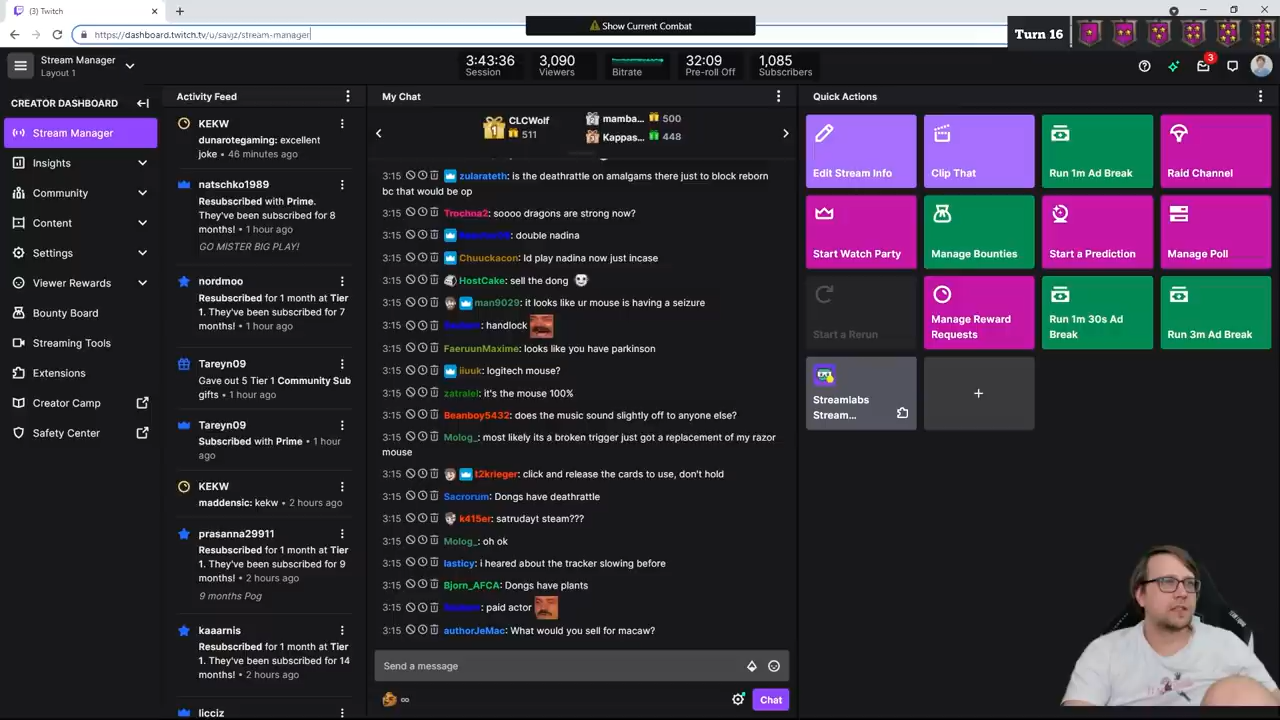 (3) Twitch
Show Current Combat
https://dashboard.twitch.tv/u/savjz/stream-manager
Turn 16
Stream Manager
Layout 1
3:43:36
Session
3,090
Viewers
Bitrate
32:09
Pre-roll Off
1,085
Subscribers
3
CREATOR DASHBOARD
Stream Manager
Insights
Community
Content
Settings
Viewer Rewards
Bounty Board
Streaming Tools
Extensions
Creator Camp
Safety Center
Activity Feed
KEKW
dunarotegaming: excellent
joke • 46 minutes ago
natschko1989
Resubscribed with Prime.
They've been subscribed for 8
months! • 1 hour ago
GO MISTER BIG PLAY!
nordmoo
Resubscribed for 1 month at Tier
1. They've been subscribed for 7
months! • 1 hour ago
Tareyn09
Gave out 5 Tier 1 Community Sub
gifts • 1 hour ago
Tareyn09
Subscribed with Prime • 1 hour
ago
KEKW
maddensic: kekw • 2 hours ago
prasanna29911
Resubscribed for 1 month at Tier
1. They've been subscribed for 9
months! • 2 hours ago
9 months Pog
kaaarnis
Resubscribed for 1 month at Tier
1. They've been subscribed for 14
months! • 2 hours ago
licciz
My Chat
CLCWolf
511
mamba... 500
Kappas... 448
3:15 zularateth: is the deathrattle on amalgams there just to block reborn
bc that would be op
Trochna2: soooo dragons are strong now?
3:15 : double nadina
3:15 Chuuckacon: Id play nadina now just incase
3:15 HostCake: sell the dong
3:15 man9029: it looks like ur mouse is having a seizure
3:15 : handlock
3:15 FaeruunMaxime: looks like you have parkinson
3:15 iiuuk: logitech mouse?
3:15 zatralel: it's the mouse 100%
3:15 Beanboy5432: does the music sound slightly off to anyone else?
3:15 Molog_: most likely its a broken trigger just got a replacement of my razor
mouse
3:15 t2krieger: click and release the cards to use, don't hold
3:15 Sacrorum: Dongs have deathrattle
3:15 k415er: satrudayt steam???
3:15 Molog_: oh ok
3:15 lasticy: i heared about the tracker slowing before
3:15 Bjorn_AFCA: Dongs have plants
3:15 : paid actor
3:15 authorJeMac: What would you sell for macaw?
Send a message
Chat
Quick Actions
Edit Stream Info
Clip That
Run 1m Ad Break
Raid Channel
Start Watch Party
Manage Bounties
Start a Prediction
Manage Poll
Start a Rerun
Manage Reward
Requests
Run 1m 30s Ad
Break
Run 3m Ad Break
Streamlabs
Stream...